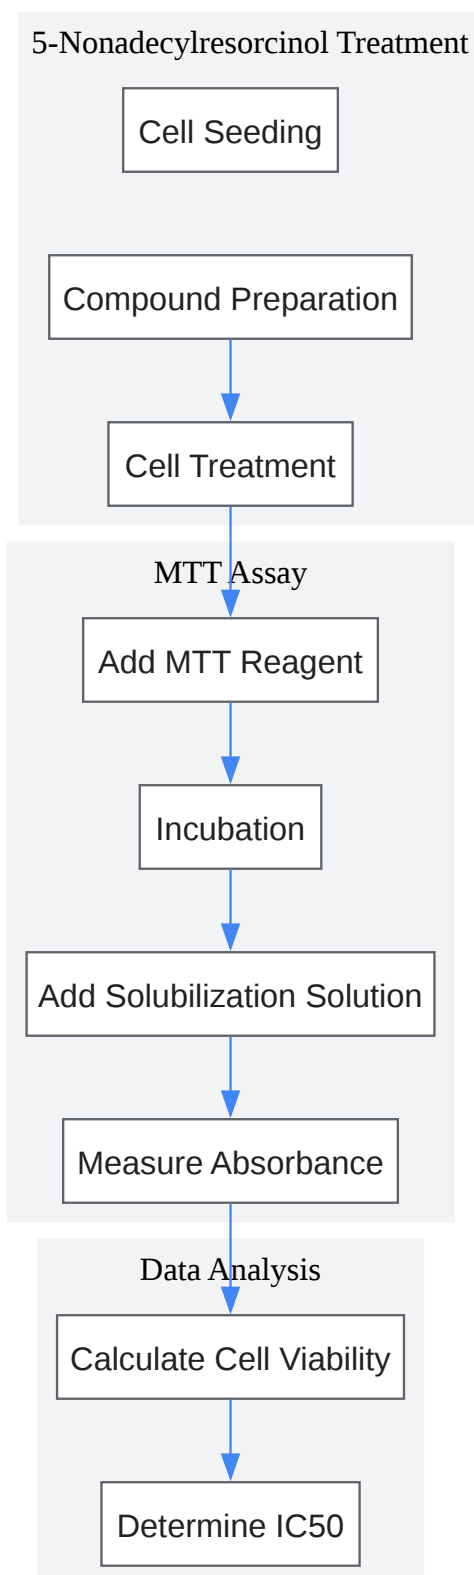 5-Nonadecylresorcinol Treatment
Cell Seeding
Compound Preparation
Cell Treatment
MTT Assay
Add MTT Reagent
Incubation
Add Solubilization Solution
Measure Absorbance
Data Analysis
Calculate Cell Viability
Determine IC50